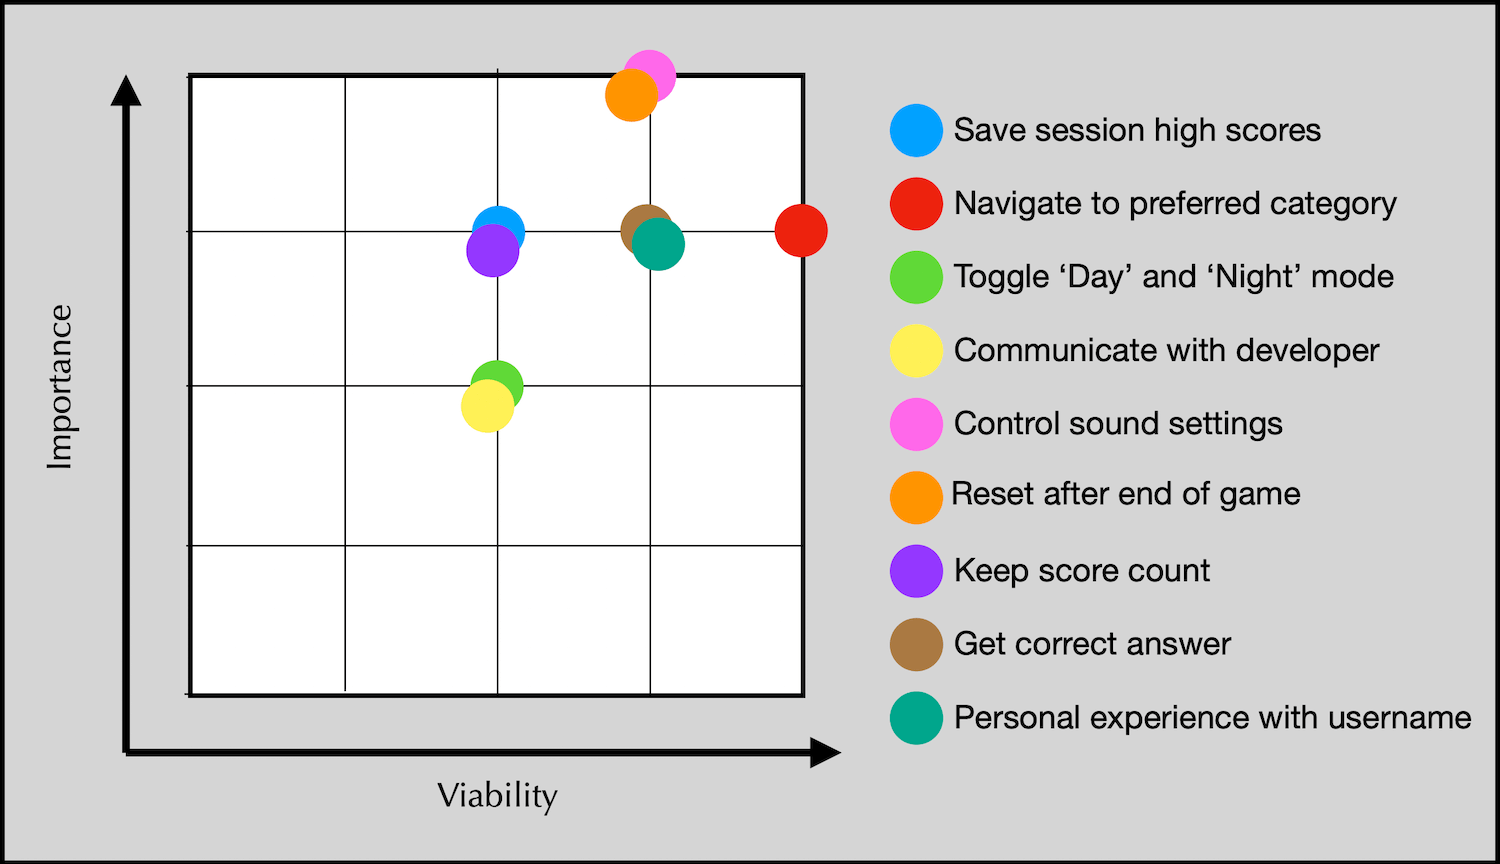 Importance
Viability
Save session high scores
Navigate to preferred category
Toggle ‘Day’ and ‘Night’ mode
Communicate with developer
Control sound settings
Reset after end of game
Keep score count
Get correct answer
Personal experience with username